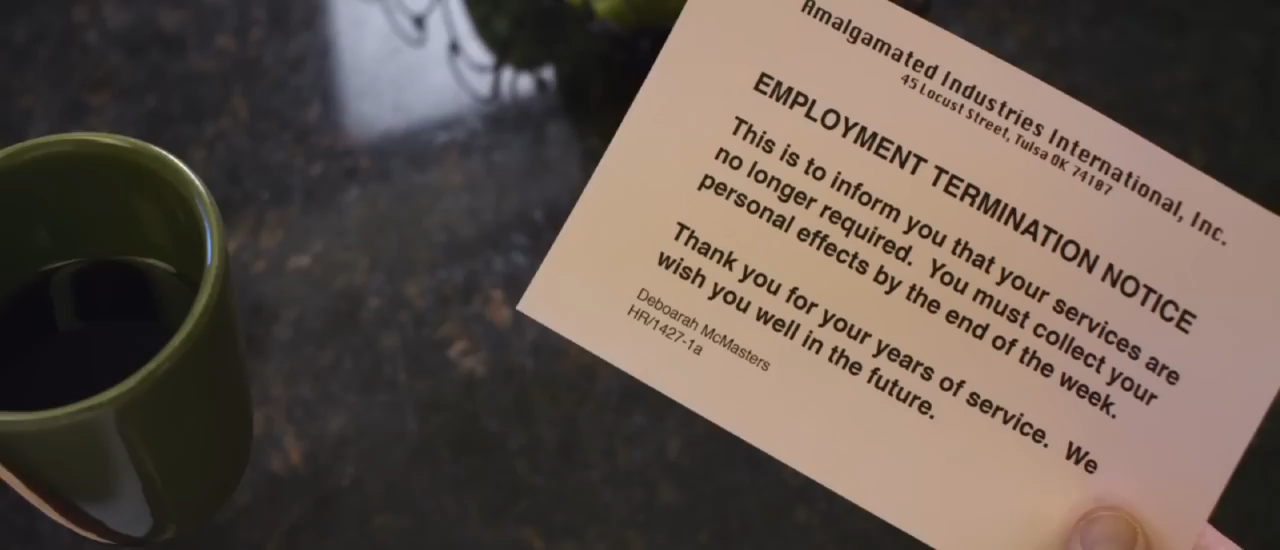 Amalgamated Industries International, Inc.
45 Locust Street, Tulsa OK 74187
EMPLOYMENT TERMINATION NOTICE
This is to inform you that your services are
no longer required. You must collect your
personal effects by the end of the week.
Thank you for your years of service. We
wish you well in the future.
Deboarah McMasters
HR/1427-1a